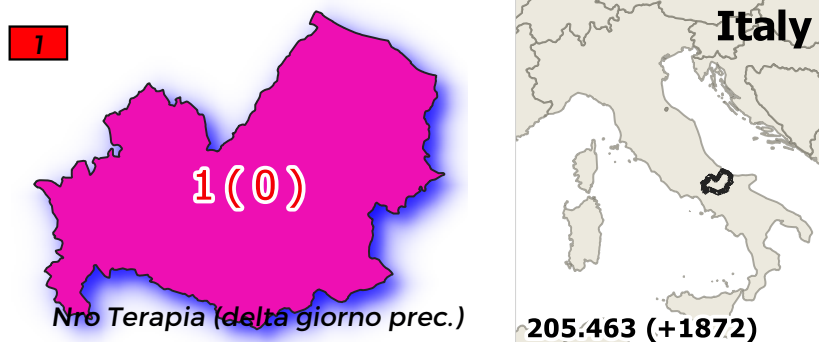 1
Italy
1 ( 0 )
Nro Terapia (delta giorno prec.)
205.463 (+1872)